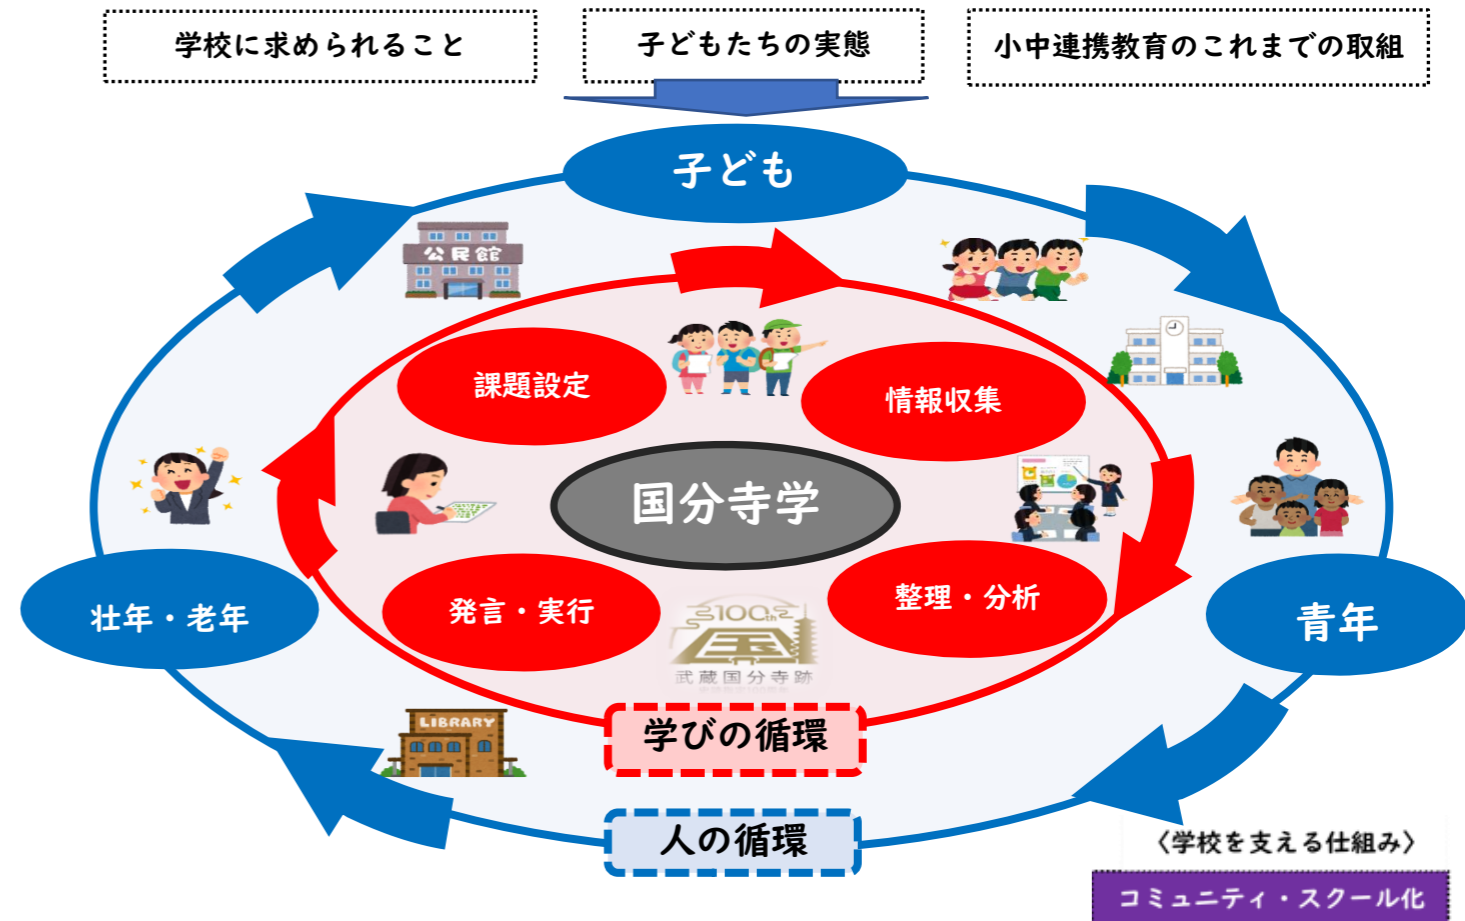 学校に求められること
子どもたちの実態
小中連携教育のこれまでの取組
子ども
公民館
課題設定
情報収集
国分寺学
発言・実行
整理・分析
壮年・老年
青年
100th
国
武蔵国分寺跡
LIBRARY
学びの循環
人の循環
〈学校を支える仕組み〉
コミュニティ・スクール化